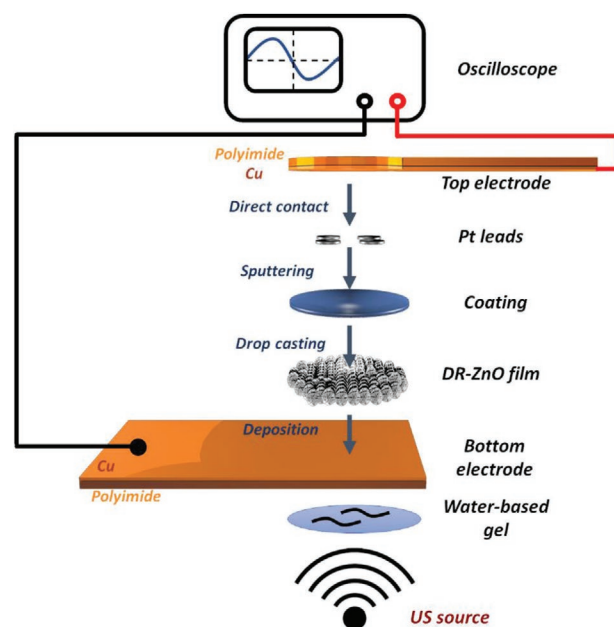 Oscilloscope
Polyimide
Cu
Top electrode
Direct contact
Pt leads
Sputtering
Coating
Drop casting
DR-ZnO film
Deposition
Bottom
electrode
Cu
Polyimide
Water-based
gel
US source